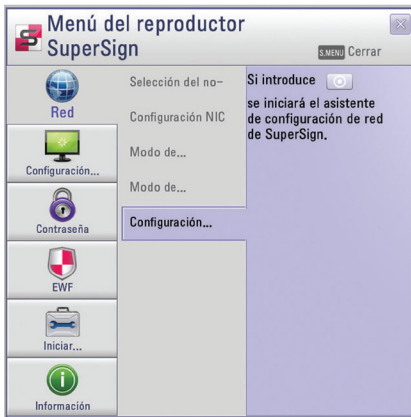 Menú del reproductor
SuperSign
S.MENU Cerrar
Red
Configuración...
Contraseña
EWF
Iniciar...
Información
Selección del no-
Configuración NIC
Modo de...
Modo de...
Configuración...
Si introduce
se iniciará el asistente
de configuración de red
de SuperSign.